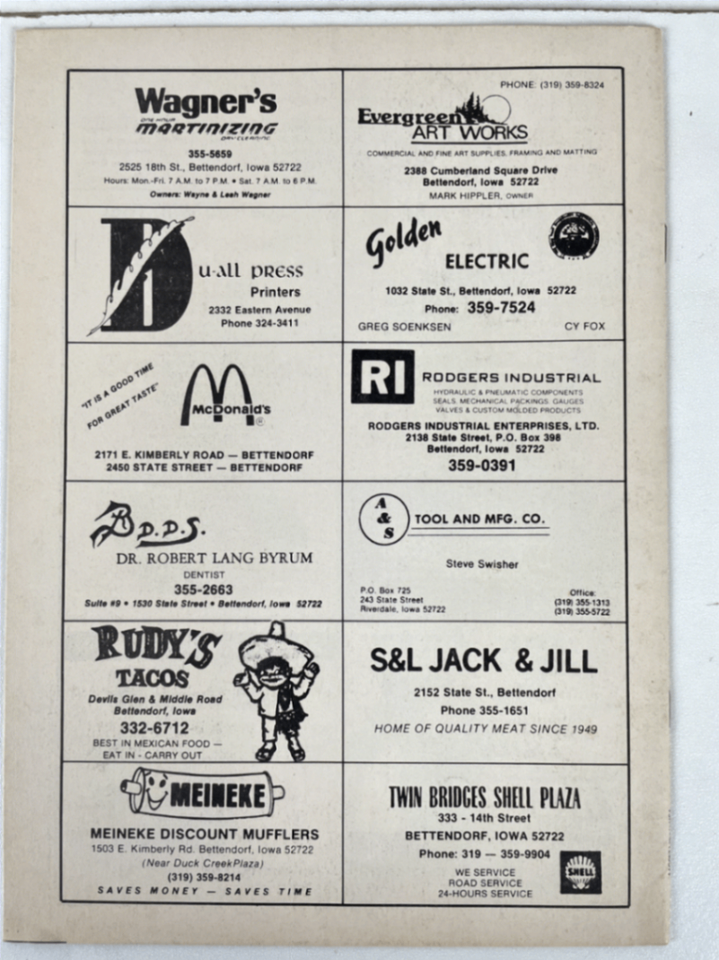 Wagner's
ONE HOUR
MARTINIZING
DRY CLEANING
355-5659
2525 18th St., Bettendorf, Iowa 52722
Hours: Mon.-Fri. 7 A.M. to 7 P.M. • Sat. 7 A.M. to 6 P.M.
Owners: Wayne & Leah Wagner
PHONE: (319) 359-8324
Evergreen
ART WORKS
COMMERCIAL AND FINE ART SUPPLIES, FRAMING AND MATTING
2388 Cumberland Square Drive
Bettendorf, Iowa 52722
MARK HIPPLER, OWNER
Du-all press
Printers
2332 Eastern Avenue
Phone 324-3411
Golden
ELECTRIC
1032 State St., Bettendorf, Iowa 52722
Phone: 359-7524
GREG SOENKSEN CY FOX
"IT IS A GOOD TIME
FOR GREAT TASTE"
McDonald's
®
2171 E. KIMBERLY ROAD — BETTENDORF
2450 STATE STREET — BETTENDORF
RI RODGERS INDUSTRIAL
HYDRAULIC & PNEUMATIC COMPONENTS
SEALS, MECHANICAL PACKINGS, GAUGES
VALVES & CUSTOM MOLDED PRODUCTS
RODGERS INDUSTRIAL ENTERPRISES, LTD.
2138 State Street, P.O. Box 398
Bettendorf, Iowa 52722
359-0391
B D.D.S.
DR. ROBERT LANG BYRUM
DENTIST
355-2663
Suite #9 • 1530 State Street • Bettendorf, Iowa 52722
A & S TOOL AND MFG. CO.
Steve Swisher
P.O. Box 725
243 State Street
Riverdale, Iowa 52722
Office:
(319) 355-1313
(319) 355-5722
RUDY'S
TACOS
Devils Glen & Middle Road
Bettendorf, Iowa
332-6712
BEST IN MEXICAN FOOD —
EAT IN - CARRY OUT
S&L JACK & JILL
2152 State St., Bettendorf
Phone 355-1651
HOME OF QUALITY MEAT SINCE 1949
MEINEKE
MEINEKE DISCOUNT MUFFLERS
1503 E. Kimberly Rd. Bettendorf, Iowa 52722
(Near Duck CreekPlaza)
(319) 359-8214
SAVES MONEY — SAVES TIME
TWIN BRIDGES SHELL PLAZA
333 - 14th Street
BETTENDORF, IOWA 52722
Phone: 319 — 359-9904
WE SERVICE
ROAD SERVICE
24-HOURS SERVICE
SHELL